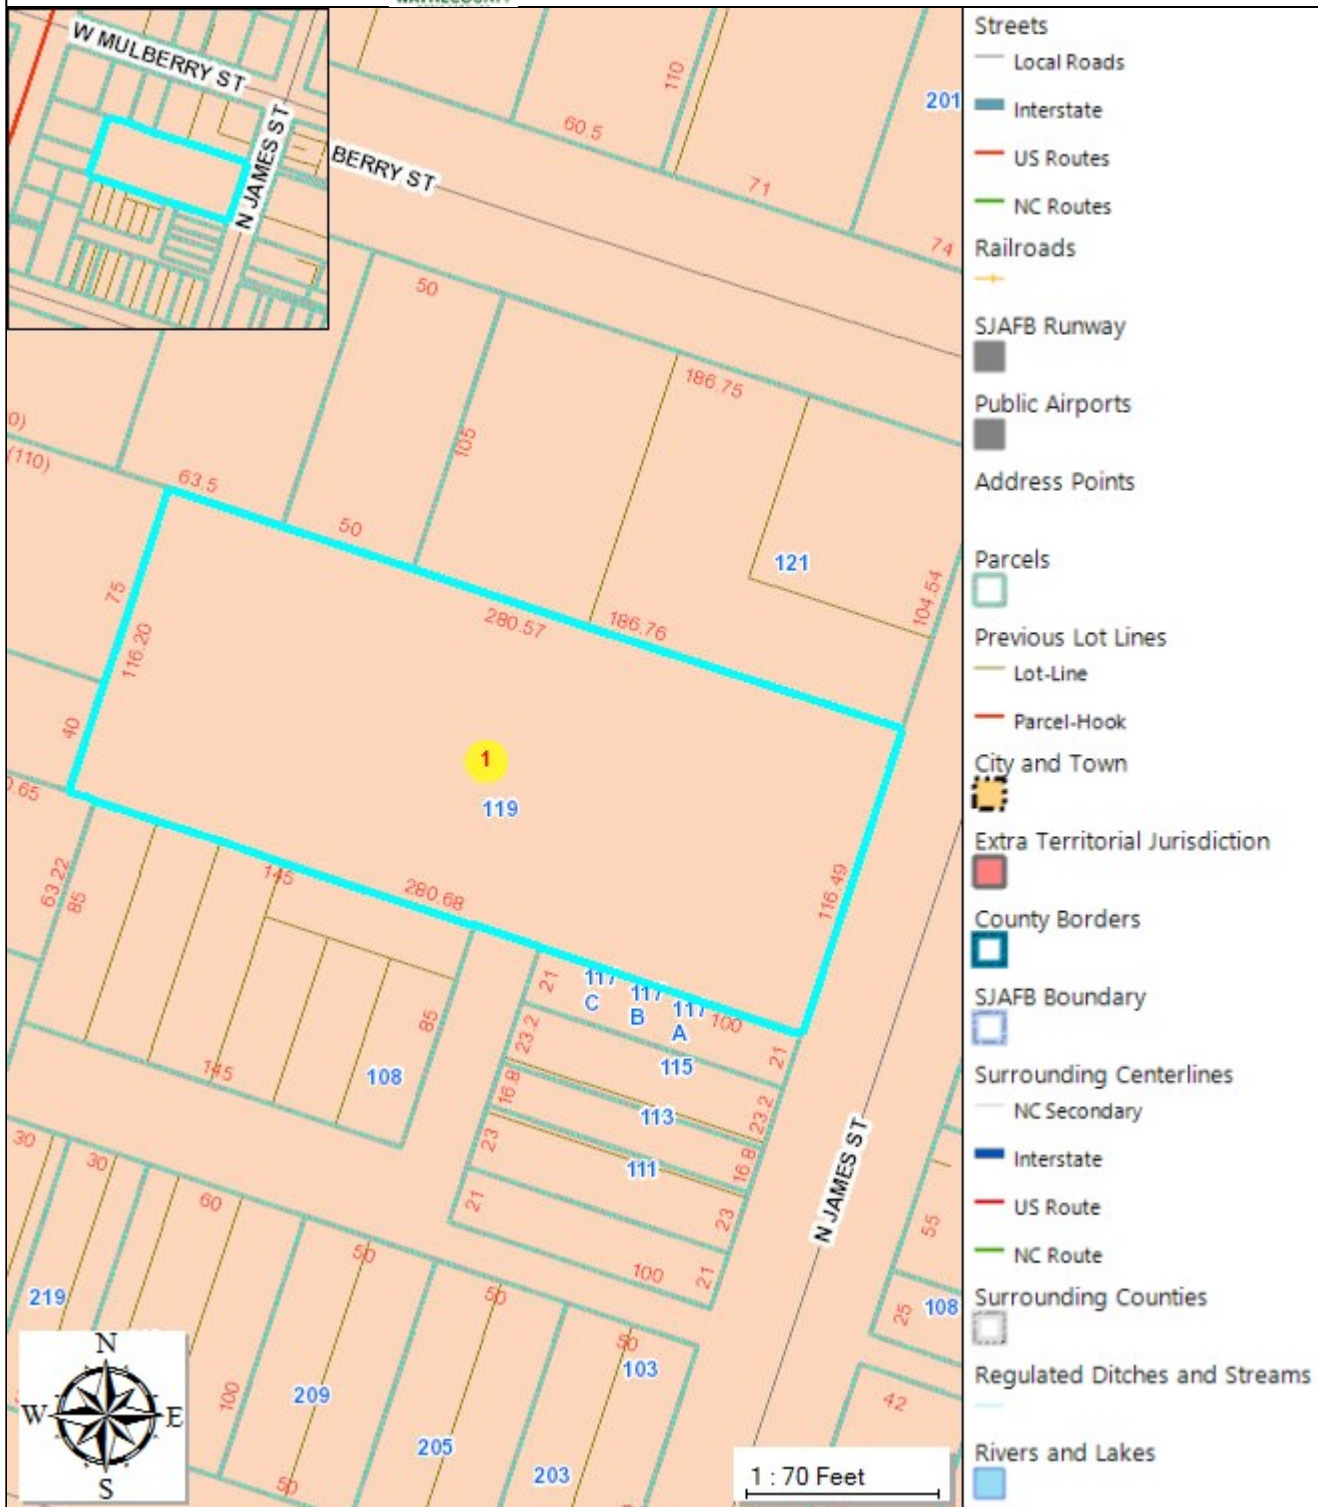 W MULBERRY ST
N JAMES ST
BERRY ST
110
60.5
71
74
201
50
186.75
105
0)
(110)
63.5
50
121
104.54
75
116.20
280.57
186.76
40
1
119
0.65
63.22
85
145
280.68
116.49
21
117
C
117
B
117
A
100
21
23.2
115
85
108
145
16.8
113
23.2
23
111
16.8
21
23
100
21
N JAMES ST
30
30
60
50
50
50
55
25
108
219
100
209
205
103
203
50
42
N
W
E
S
1 : 70 Feet
Streets
Local Roads
Interstate
US Routes
NC Routes
Railroads
SJAFB Runway
Public Airports
Address Points
Parcels
Previous Lot Lines
Lot-Line
Parcel-Hook
City and Town
Extra Territorial Jurisdiction
County Borders
SJAFB Boundary
Surrounding Centerlines
NC Secondary
Interstate
US Route
NC Route
Surrounding Counties
Regulated Ditches and Streams
Rivers and Lakes